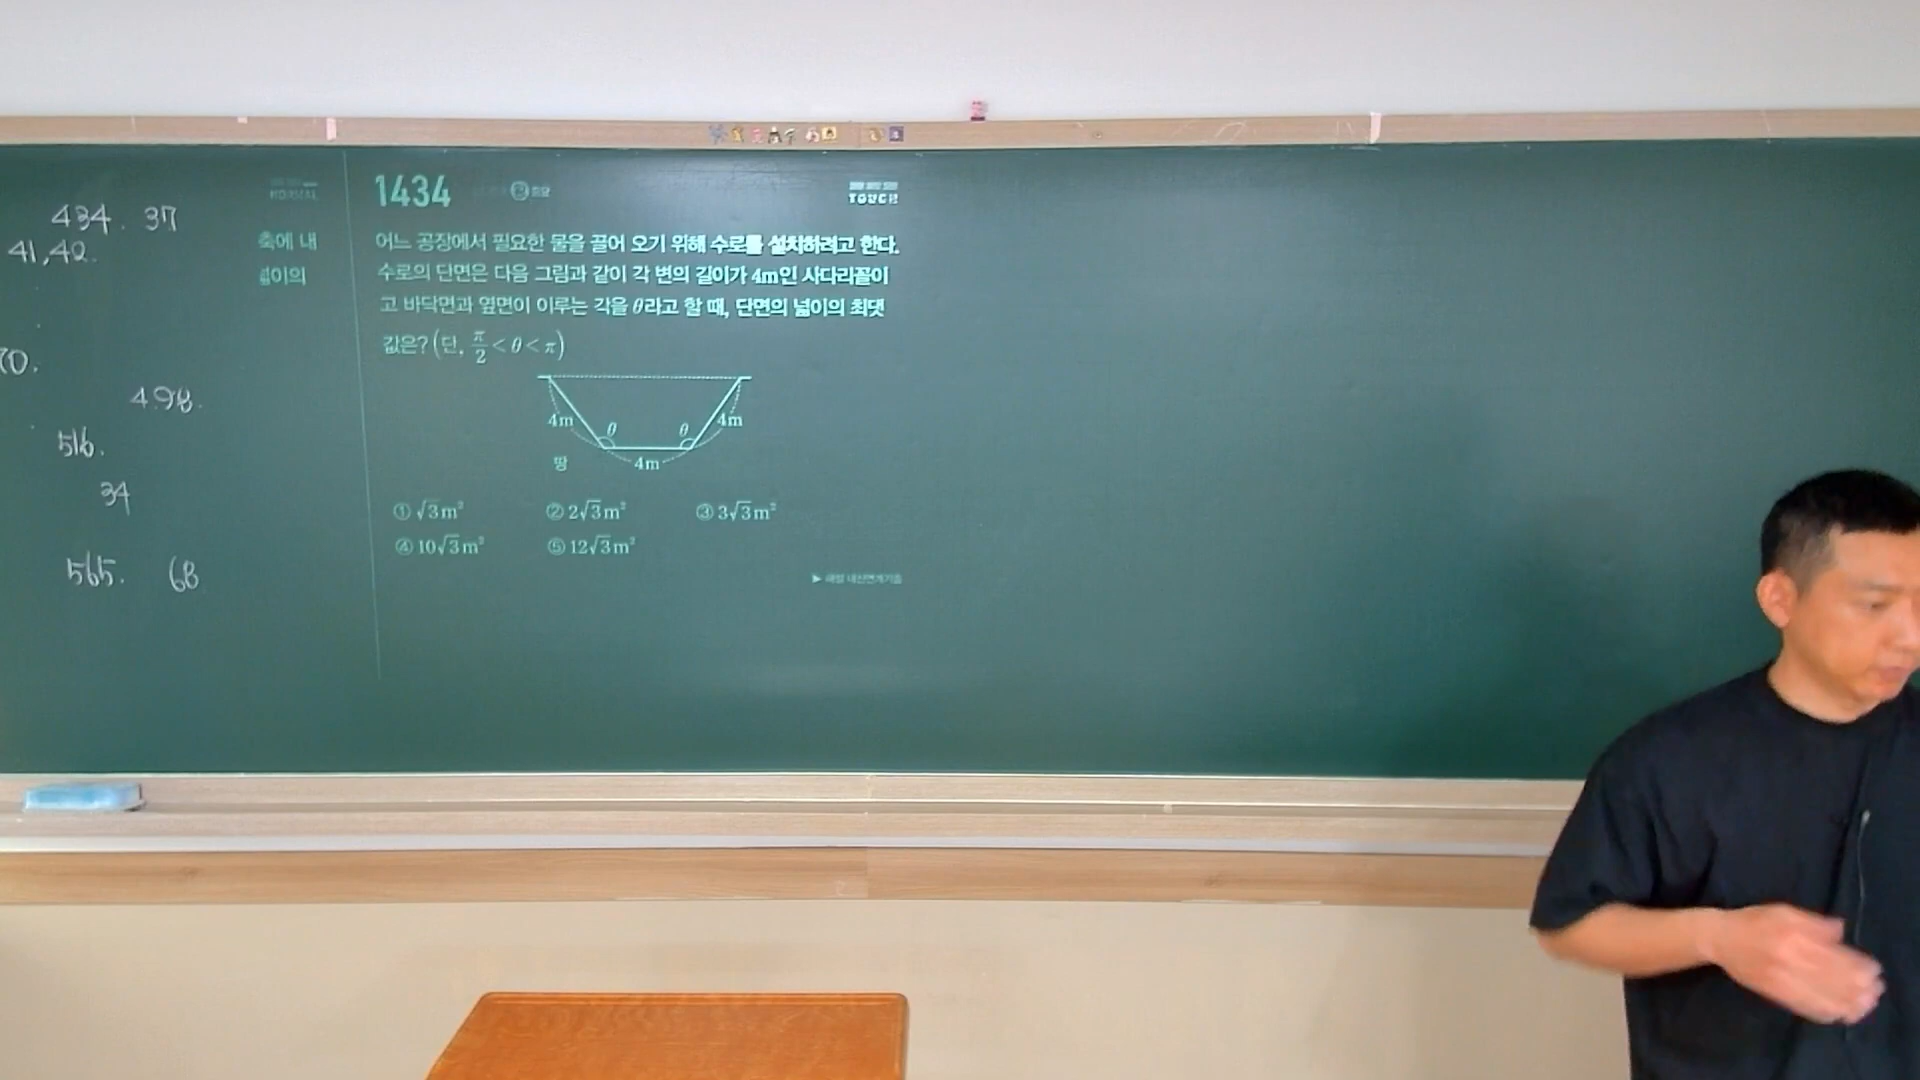 434. 37
41,42.
70.
498.
516.
34
565. 68
축에 내
넓이의
1434
중요
TOUCH
어느 공장에서 필요한 물을 끌어 오기 위해 수로를 설치하려고 한다.
수로의 단면은 다음 그림과 같이 각 변의 길이가 4m인 사다리꼴이
고 바닥면과 옆면이 이루는 각을 θ라고 할 때, 단면의 넓이의 최댓
값은? (단, π/2 < θ < π)
4m θ θ 4m
땅 4m
① √3m² ② 2√3m² ③ 3√3m²
④ 10√3m² ⑤ 12√3m²